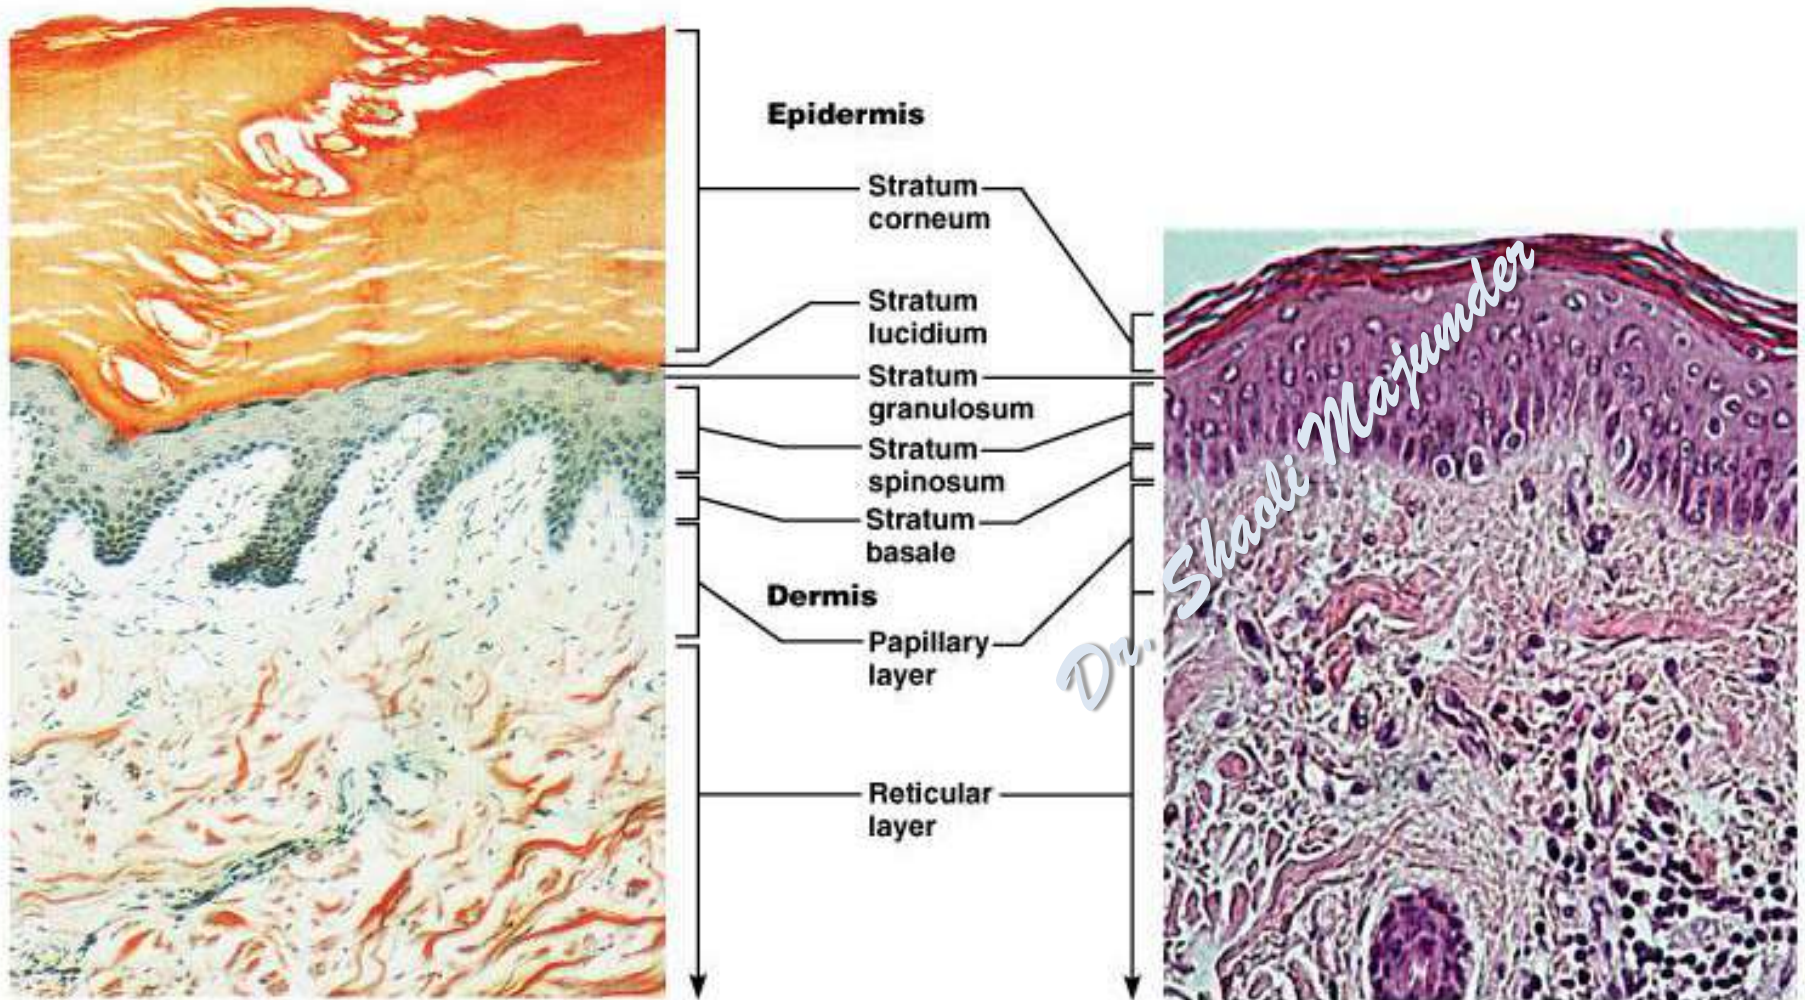 Epidermis
Stratum
corneum
Stratum
lucidium
Stratum
granulosum
Stratum
spinosum
Stratum
basale
Dermis
Papillary
layer
Reticular
layer
Dr. Shaoli Majumder